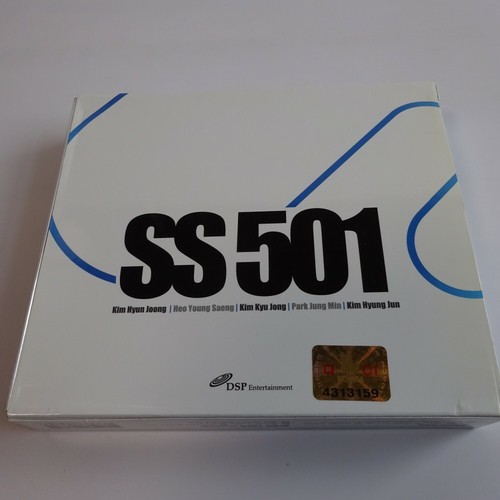 SS501
Kim Hyun Joong | Heo Young Saeng | Kim Kyu Jong | Park Jung Min | Kim Hyung Jun
DSP Entertainment
4313159